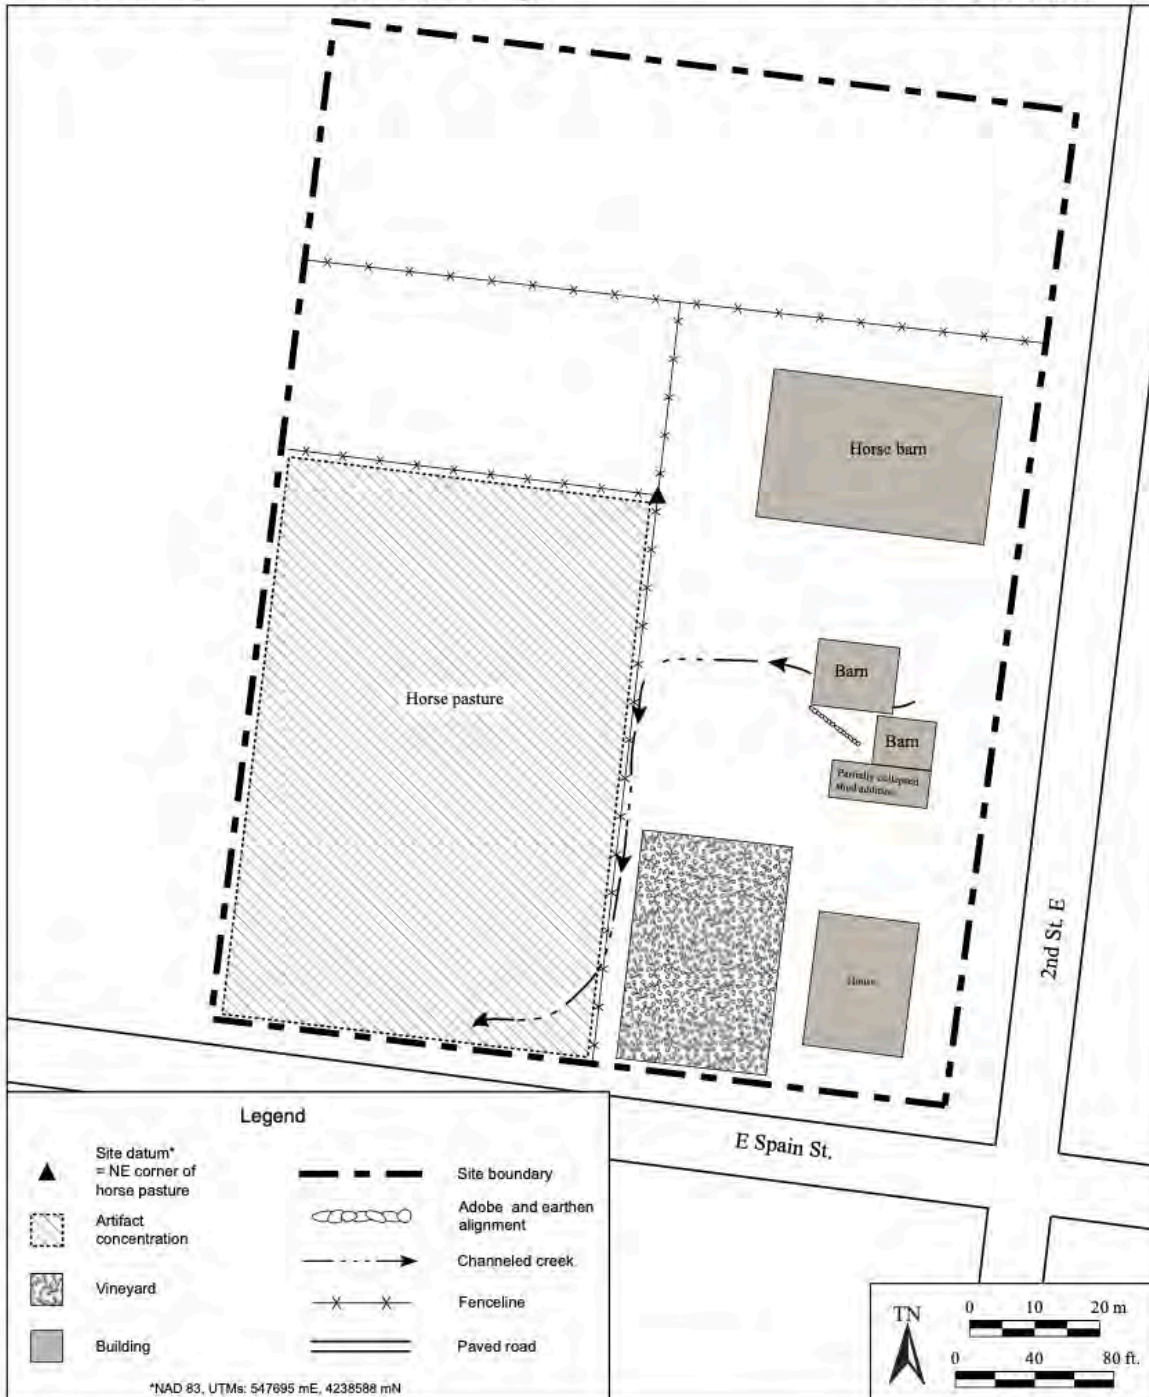 Horse barn
Barn
Horse pasture
Barn
Partially collapsed
shed addition
House
2nd St. E
E Spain St.
Legend
Site datum*
= NE corner of
horse pasture
Artifact
concentration
Vineyard
Building
Site boundary
Adobe and earthen
alignment
Channeled creek
Fenceline
Paved road
*NAD 83, UTMs: 547695 mE, 4238588 mN
TN
0 10 20 m
0 40 80 ft.